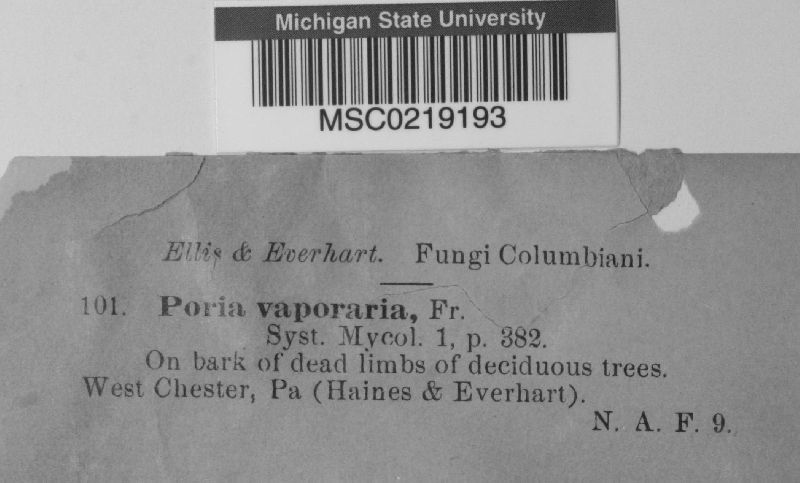 Michigan State University
MSC0219193
Ellis & Everhart. Fungi Columbiani.
101. Poria vaporaria, Fr.
Syst. Mycol. 1, p. 382.
On bark of dead limbs of deciduous trees.
West Chester, Pa (Haines & Everhart).
N. A. F. 9.